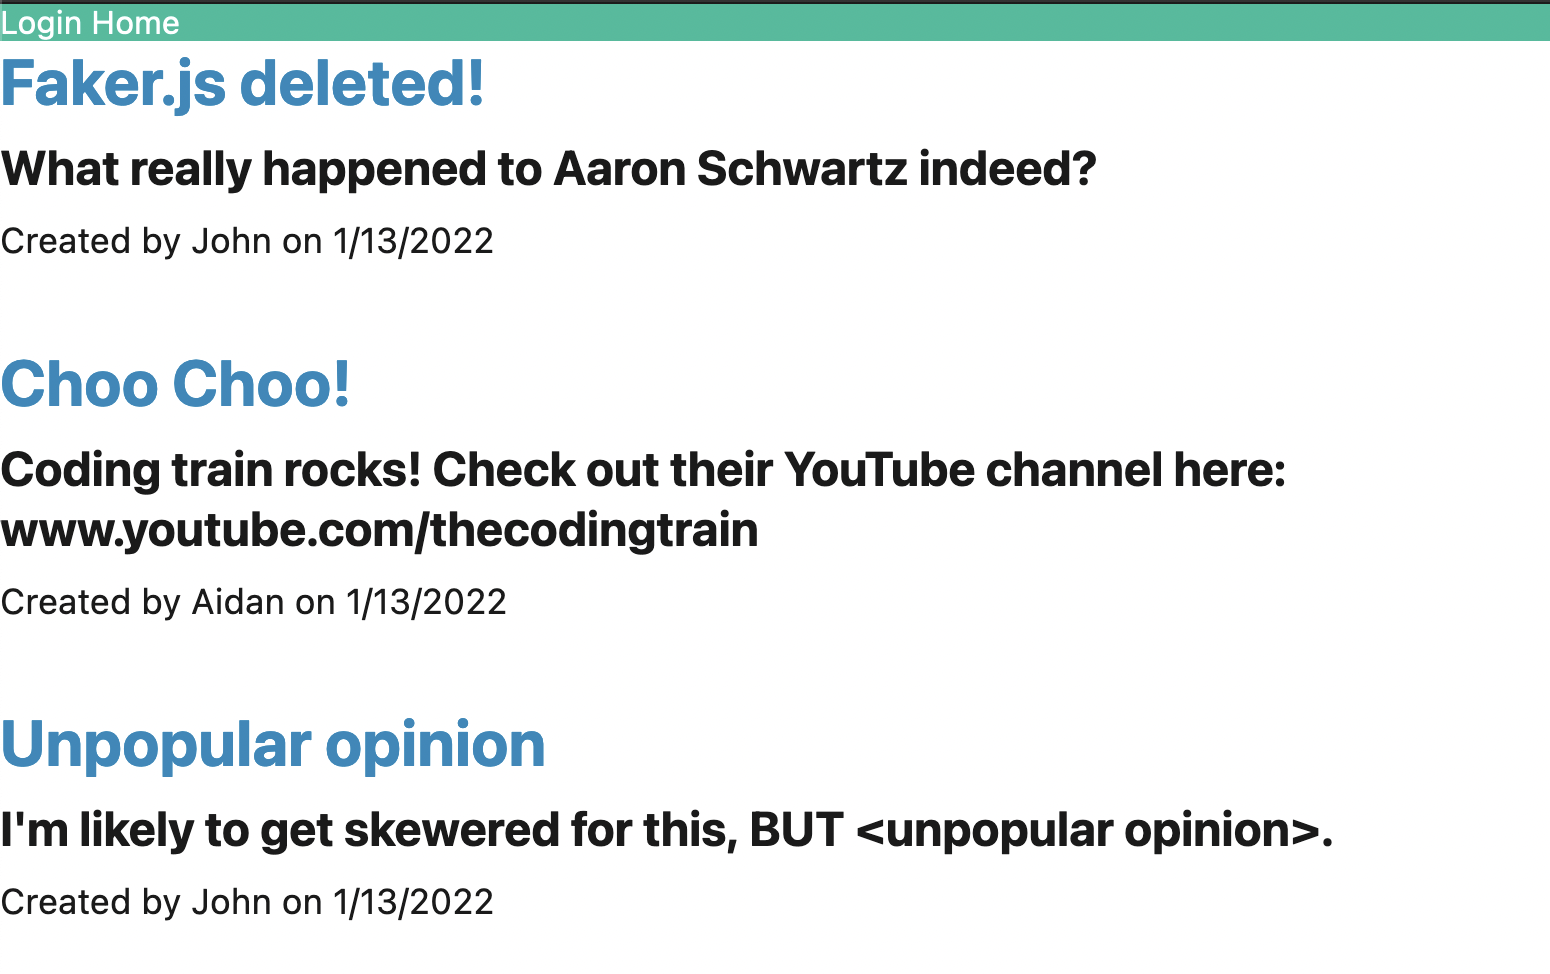 Login Home
Faker.js deleted!
What really happened to Aaron Schwartz indeed?
Created by John on 1/13/2022
Choo Choo!
Coding train rocks! Check out their YouTube channel here:
www.youtube.com/thecodingtrain
Created by Aidan on 1/13/2022
Unpopular opinion
I'm likely to get skewered for this, BUT <unpopular opinion>.
Created by John on 1/13/2022